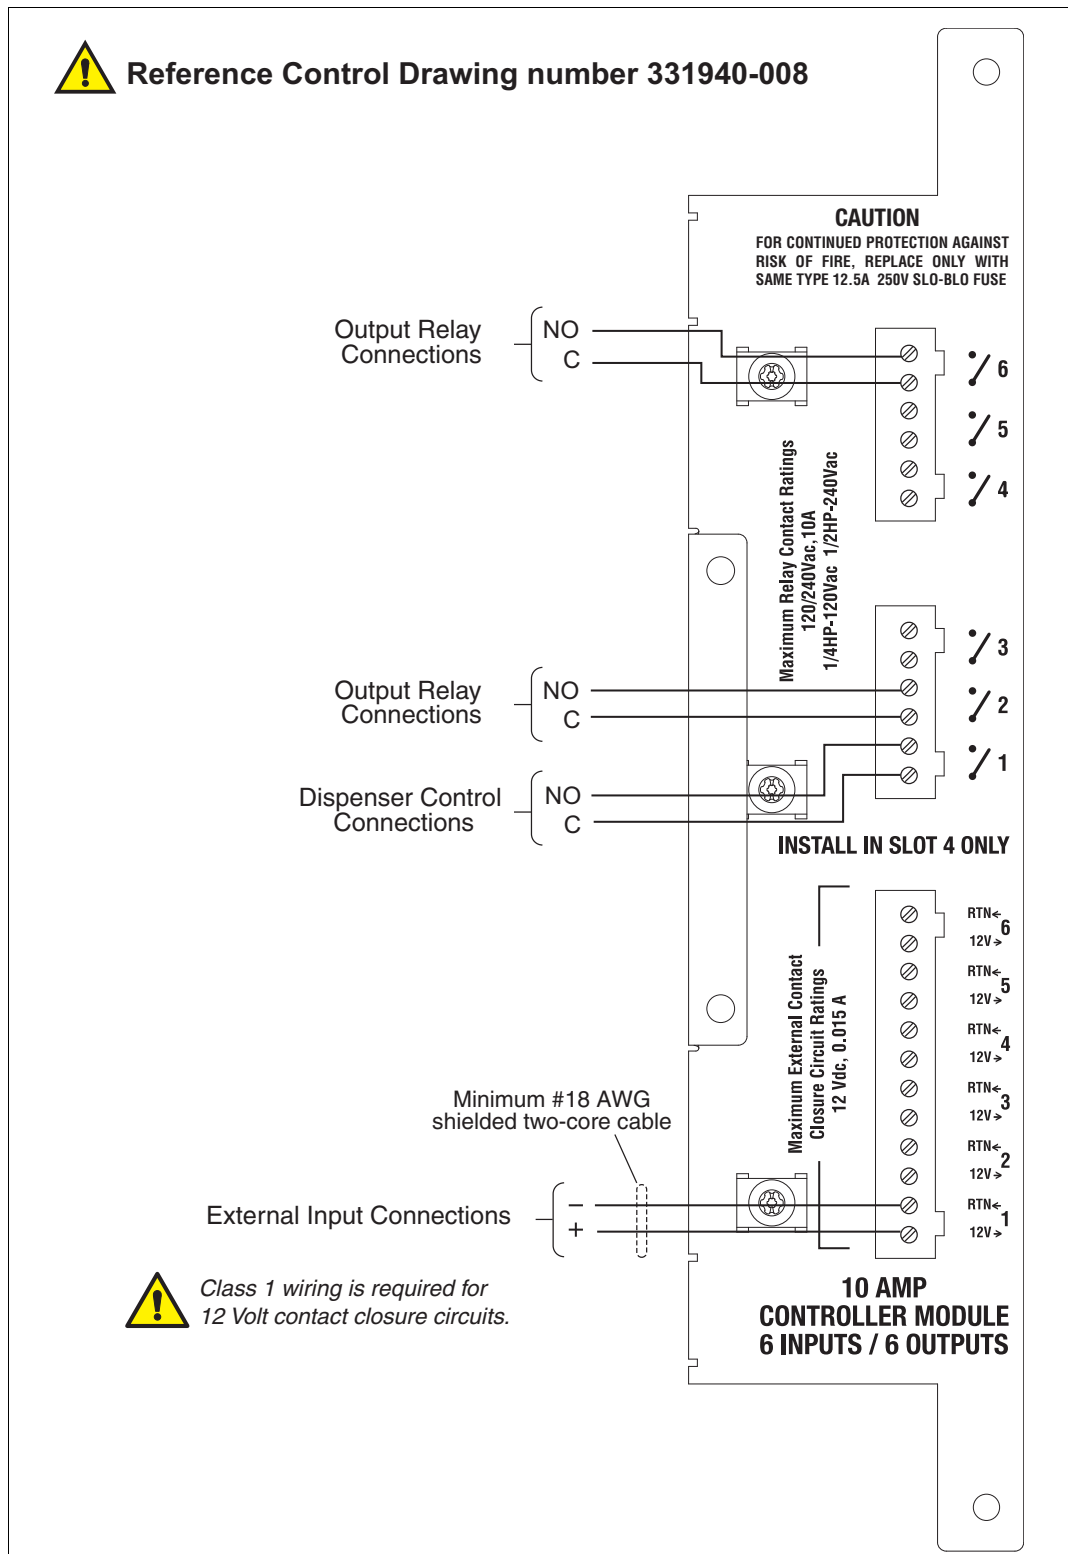 Reference Control Drawing number 331940-008
CAUTION
FOR CONTINUED PROTECTION AGAINST
RISK OF FIRE, REPLACE ONLY WITH
SAME TYPE 12.5A 250V SLO-BLO FUSE
Output Relay
Connections
NO
C
6
5
4
Maximum Relay Contact Ratings
120/240Vac,10A
1/4HP-120Vac 1/2HP-240Vac
3
2
1
Output Relay
Connections
NO
C
Dispenser Control
Connections
NO
C
INSTALL IN SLOT 4 ONLY
Maximum External Contact
Closure Circuit Ratings
12 Vdc, 0.015 A
RTN←
6
12V→
RTN←
5
12V→
RTN←
4
12V→
RTN←
3
12V→
RTN←
2
12V→
RTN←
1
12V→
Minimum #18 AWG
shielded two-core cable
External Input Connections
−
+
Class 1 wiring is required for
12 Volt contact closure circuits.
10 AMP
CONTROLLER MODULE
6 INPUTS / 6 OUTPUTS